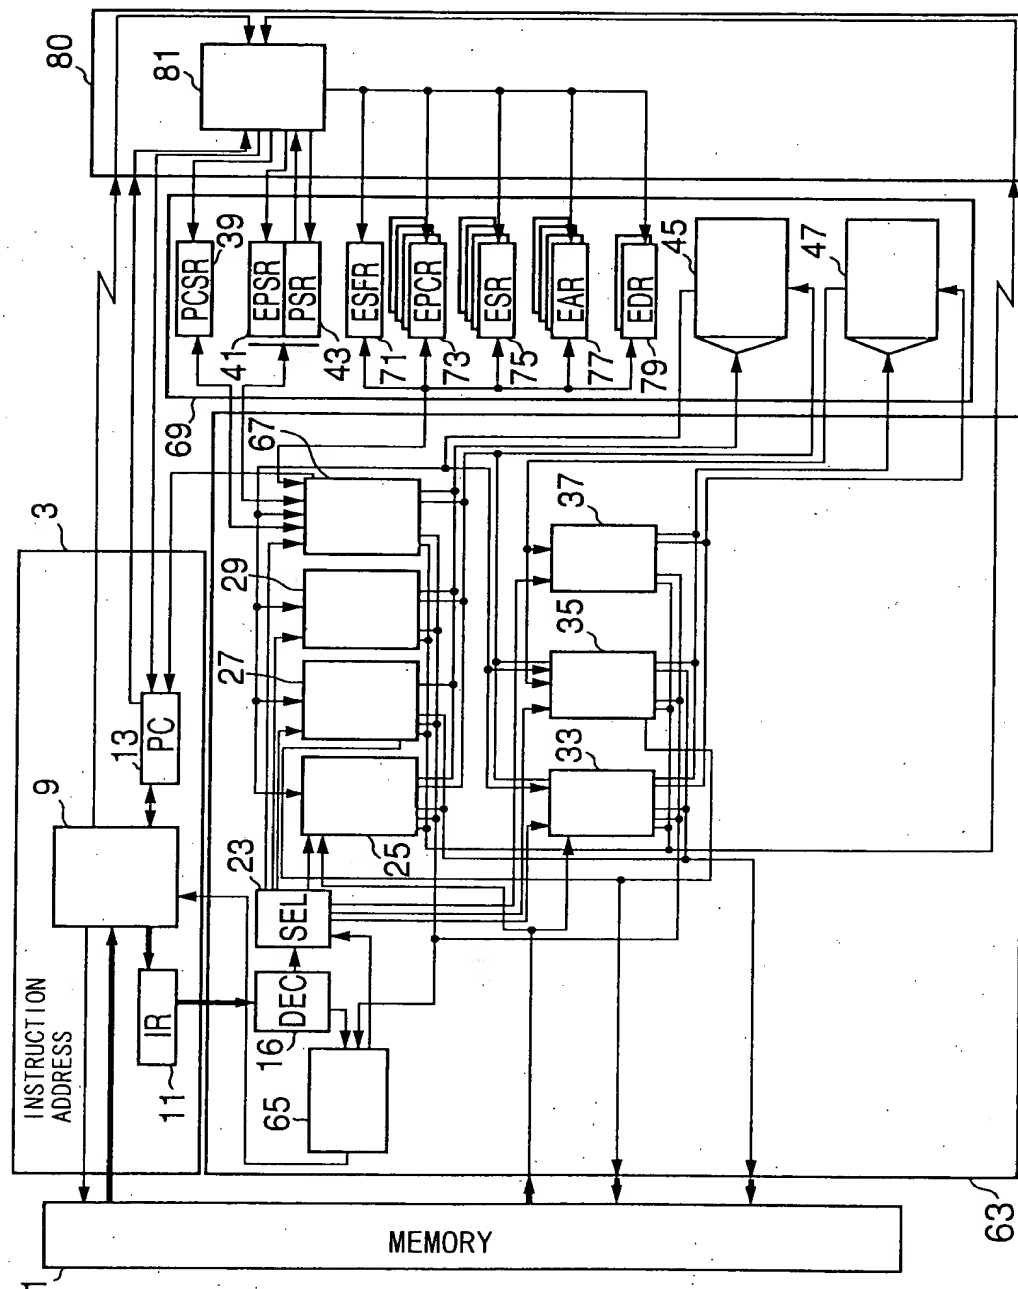 80
81
PCSR
39
EPSR
41
PSR
43
ESFR
71
EPCR
73
ESR
75
EAR
77
EDR
79
45
47
69
3
INSTRUCTION
ADDRESS
9
13
PC
IR
11
67
29
27
25
23
SEL
DEC
16
65
37
35
33
63
MEMORY
1